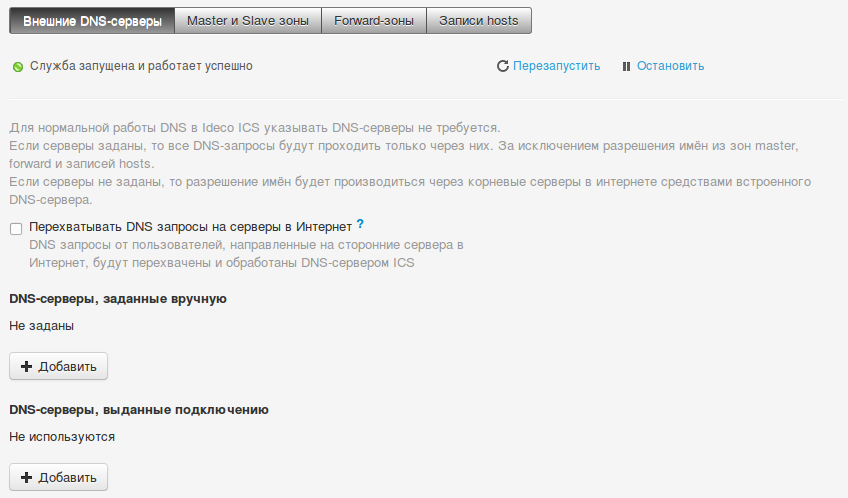 Внешние DNS-серверы Master и Slave зоны Forward-зоны Записи hosts
Служба запущена и работает успешно Перезапустить Остановить
Для нормальной работы DNS в Ideco ICS указывать DNS-серверы не требуется.
Если серверы заданы, то все DNS-запросы будут проходить только через них. За исключением разрешения имён из зон master,
forward и записей hosts.
Если серверы не заданы, то разрешение имён будет производиться через корневые серверы в интернете средствами встроенного
DNS-сервера.
Перехватывать DNS запросы на серверы в Интернет ?
DNS запросы от пользователей, направленные на сторонние сервера в
Интернет, будут перехвачены и обработаны DNS-сервером ICS
DNS-серверы, заданные вручную
Не заданы
Добавить
DNS-серверы, выданные подключению
Не используются
Добавить